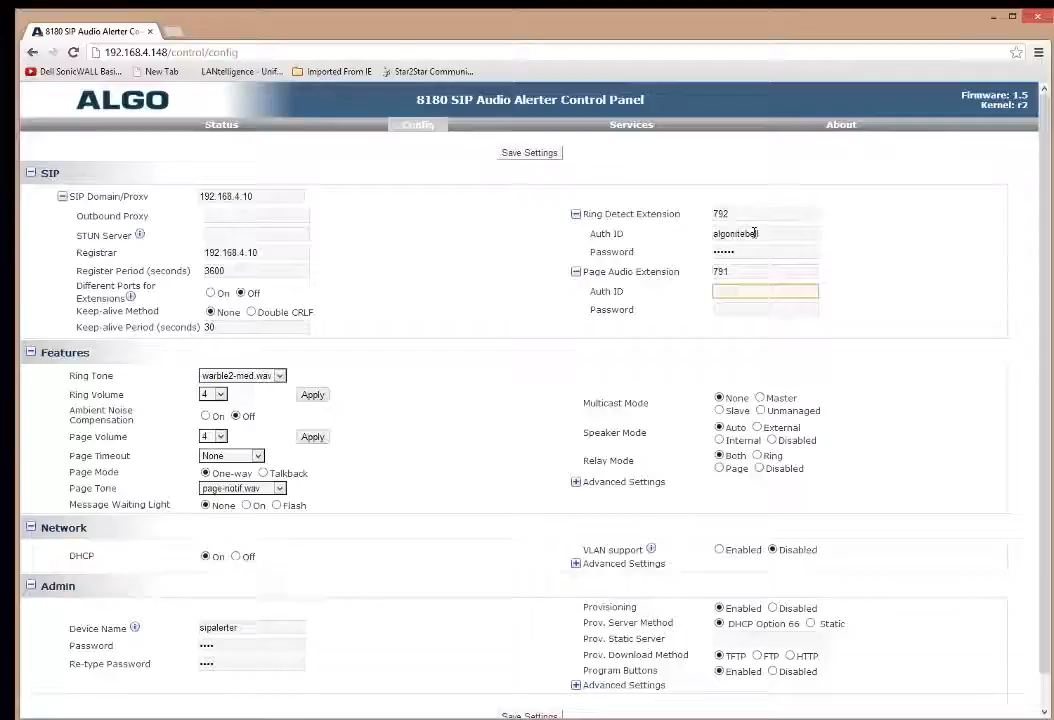 8180 SIP Audio Alerter Co
192.168.4.148/control/config
Dell SonicWALL Basi... New Tab LANtelligence - Unif... Imported From IE Star2Star Communi...
ALGO
8180 SIP Audio Alerter Control Panel
Firmware: 1.5
Kernel: r2
Status Config Services About
Save Settings
SIP
SIP Domain/Proxy 192.168.4.10
Outbound Proxy
STUN Server
Registrar 192.168.4.10
Register Period (seconds) 3600
Different Ports for
Extensions On Off
Keep-alive Method None Double CRLF
Keep-alive Period (seconds) 30
Ring Detect Extension 792
Auth ID algonitebell
Password ••••••
Page Audio Extension 791
Auth ID
Password
Features
Ring Tone warble2-med.wav
Ring Volume 4 Apply
Ambient Noise
Compensation On Off
Page Volume 4 Apply
Page Timeout None
Page Mode One-way Talkback
Page Tone page-notif.wav
Message Waiting Light None On Flash
Multicast Mode None Master
Slave Unmanaged
Speaker Mode Auto External
Internal Disabled
Relay Mode Both Ring
Page Disabled
Advanced Settings
Network
DHCP On Off
VLAN support Enabled Disabled
Advanced Settings
Admin
Device Name sipalerter
Password ••••
Re-type Password ••••
Provisioning Enabled Disabled
Prov. Server Method DHCP Option 66 Static
Prov. Static Server
Prov. Download Method TFTP FTP HTTP
Program Buttons Enabled Disabled
Advanced Settings
Save Settings